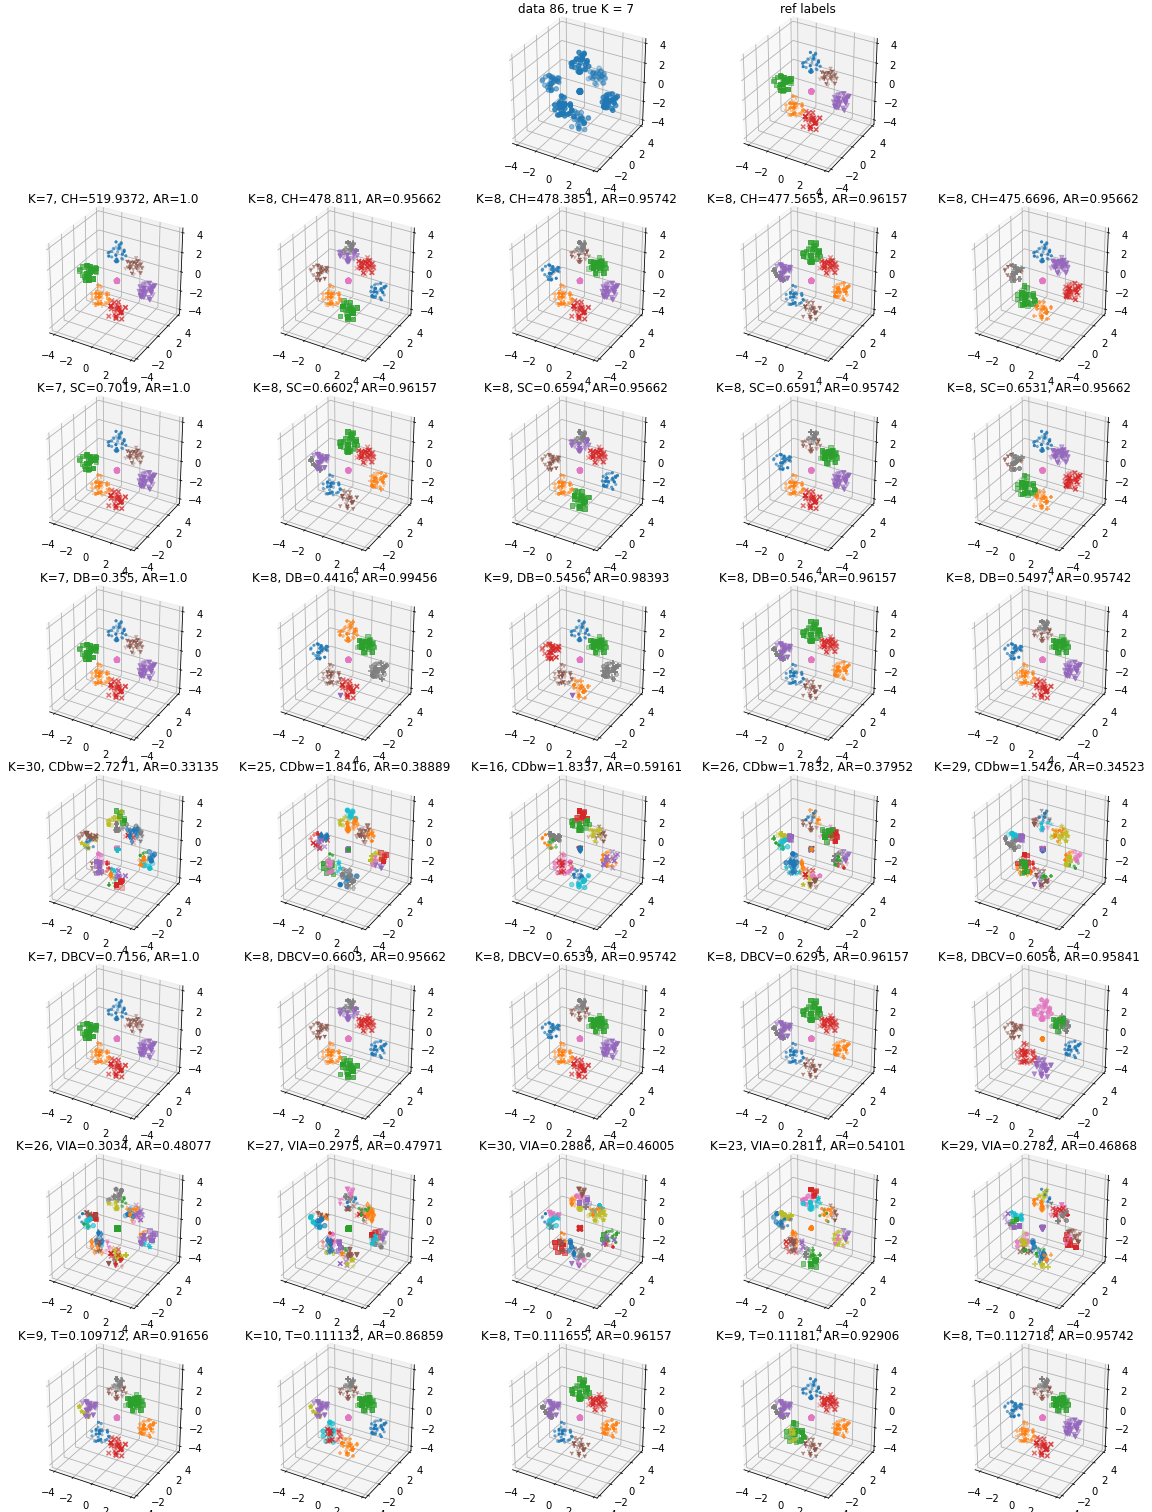 data 86, true K = 7
ref labels
K=7, CH=519.9372, AR=1.0
K=8, CH=478.811, AR=0.95662
K=8, CH=478.3851, AR=0.95742
K=8, CH=477.5655, AR=0.96157
K=8, CH=475.6696, AR=0.95662
K=7, SC=0.7019, AR=1.0
K=8, SC=0.6602, AR=0.96157
K=8, SC=0.6594, AR=0.95662
K=8, SC=0.6591, AR=0.95742
K=8, SC=0.6531, AR=0.95662
K=7, DB=0.355, AR=1.0
K=8, DB=0.4416, AR=0.99456
K=9, DB=0.5456, AR=0.98393
K=8, DB=0.546, AR=0.96157
K=8, DB=0.5497, AR=0.95742
K=30, CDbw=2.7271, AR=0.33135
K=25, CDbw=1.8416, AR=0.38889
K=16, CDbw=1.8337, AR=0.59161
K=26, CDbw=1.7832, AR=0.37952
K=29, CDbw=1.5426, AR=0.34523
K=7, DBCV=0.7156, AR=1.0
K=8, DBCV=0.6603, AR=0.95662
K=8, DBCV=0.6539, AR=0.95742
K=8, DBCV=0.6295, AR=0.96157
K=8, DBCV=0.6056, AR=0.95841
K=26, VIA=0.3034, AR=0.48077
K=27, VIA=0.2975, AR=0.47971
K=30, VIA=0.2886, AR=0.46005
K=23, VIA=0.2811, AR=0.54101
K=29, VIA=0.2782, AR=0.46868
K=9, T=0.109712, AR=0.91656
K=10, T=0.111132, AR=0.86859
K=8, T=0.111655, AR=0.96157
K=9, T=0.11181, AR=0.92906
K=8, T=0.112718, AR=0.95742